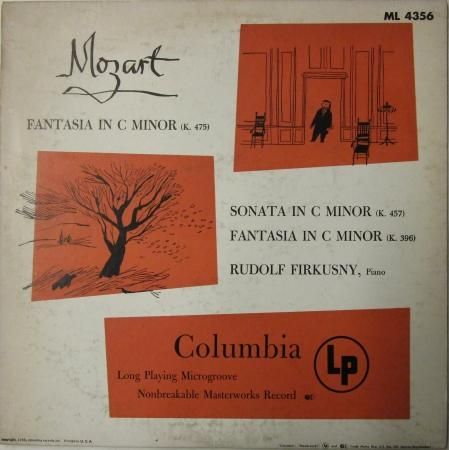 ML 4356
Mozart
FANTASIA IN C MINOR (K. 475)
SONATA IN C MINOR (K. 457)
FANTASIA IN C MINOR (K. 396)
RUDOLF FIRKUSNY, Piano
Columbia
LP
Long Playing Microgroove
Nonbreakable Masterworks Record